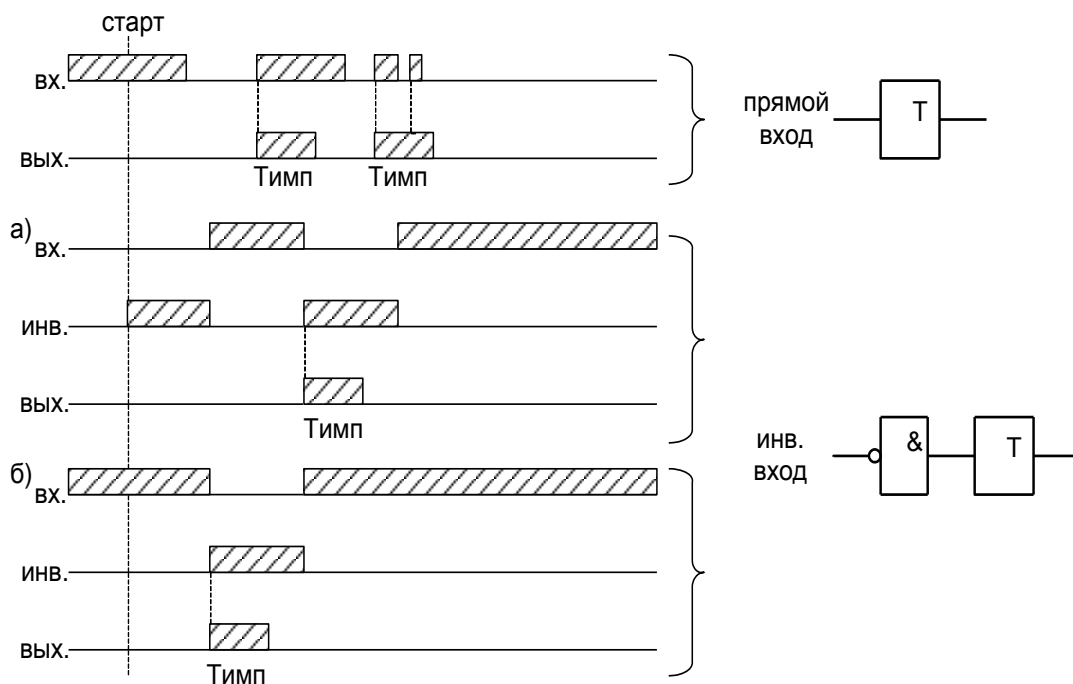 старт
вх.
вых.
Тимп Тимп
прямой
вход
T
а)
вх.
инв.
вых.
Тимп
б)
вх.
инв.
вых.
Тимп
инв.
вход
&
T